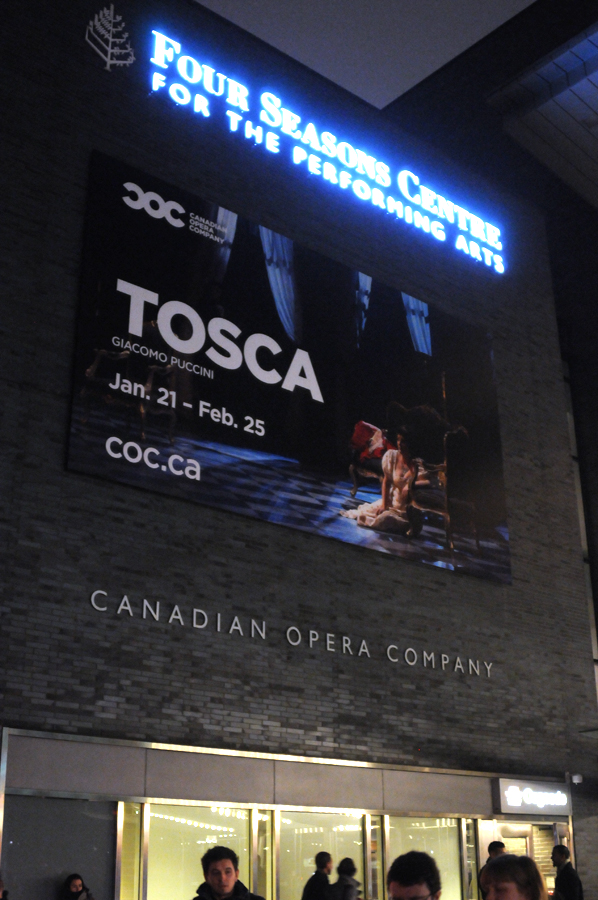 FOUR SEASONS CENTRE
FOR THE PERFORMING ARTS
COC
CANADIAN
OPERA
COMPANY
TOSCA
GIACOMO PUCCINI
Jan. 21 – Feb. 25
coc.ca
CANADIAN OPERA COMPANY